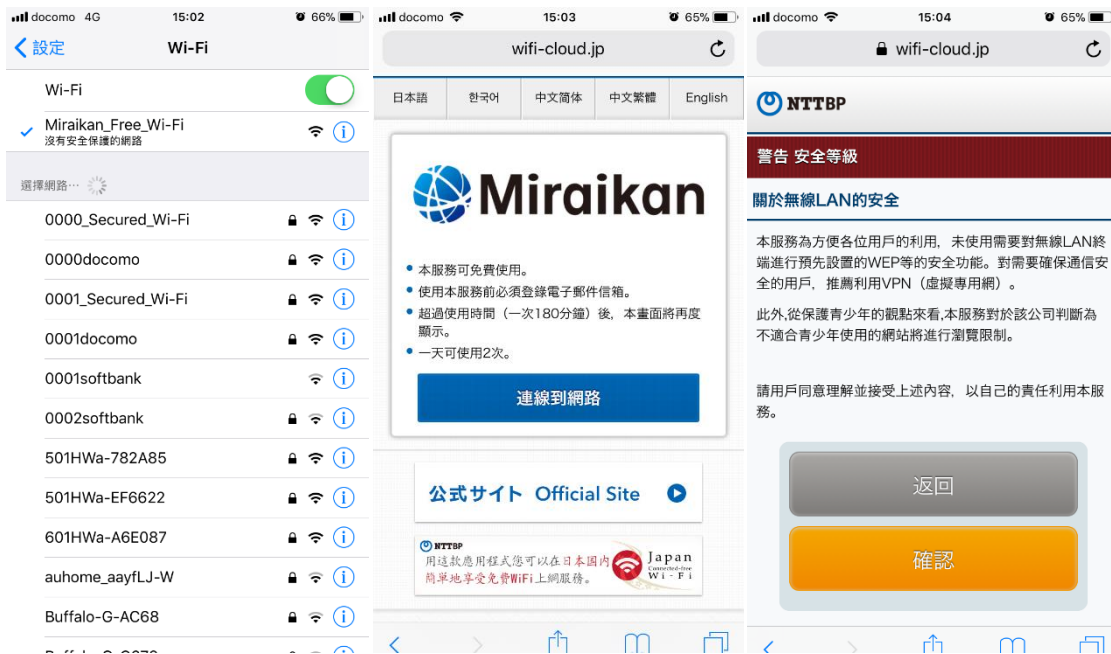 docomo 4G 15:02 66%
設定 Wi-Fi
Wi-Fi
Miraikan_Free_Wi-Fi
沒有安全保護的網路
選擇網路…
0000_Secured_Wi-Fi
0000docomo
0001_Secured_Wi-Fi
0001docomo
0001softbank
0002softbank
501HWa-782A85
501HWa-EF6622
601HWa-A6E087
auhome_aayfLJ-W
Buffalo-G-AC68
docomo 15:03 65%
wifi-cloud.jp
日本語 한국어 中文简体 中文繁體 English
Miraikan
本服務可免費使用。
使用本服務前必須登錄電子郵件信箱。
超過使用時間（一次180分鐘）後，本畫面將再度
顯示。
一天可使用2次。
連線到網路
公式サイト Official Site
NTTBP
用這款應用程式您可以在日本国内
簡單地享受免費WiFi上網服務。
Japan
Connected-free
Wi-Fi
docomo 15:04 65%
wifi-cloud.jp
NTTBP
警告 安全等級
關於無線LAN的安全
本服務為方便各位用戶的利用，未使用需要對無線LAN終
端進行預先設置的WEP等的安全功能。對需要確保通信安
全的用戶，推薦利用VPN（虛擬專用網）。
此外,從保護青少年的觀點來看,本服務對於該公司判斷為
不適合青少年使用的網站將進行瀏覽限制。
請用戶同意理解並接受上述內容，以自己的責任利用本服
務。
返回
確認